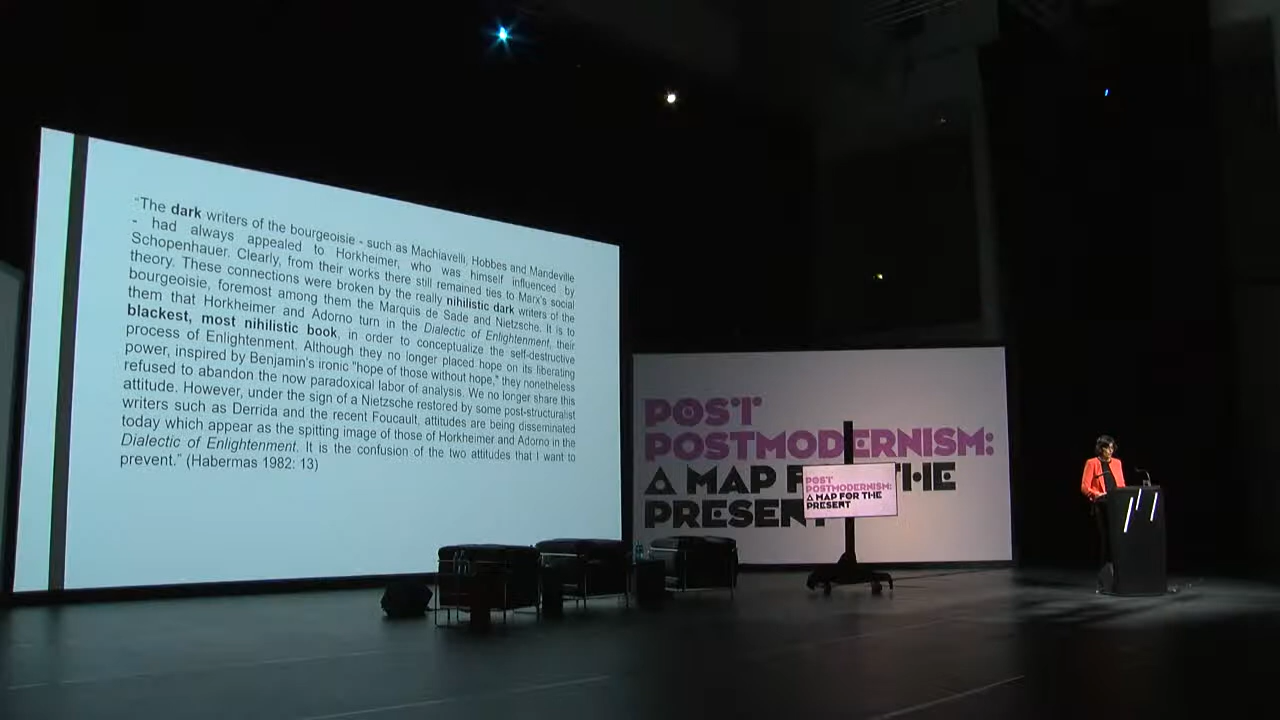 “The dark writers of the bourgeoisie - such as Machiavelli, Hobbes and Mandeville
- had always appealed to Horkheimer, who was himself influenced by
Schopenhauer. Clearly, from their works there still remained ties to Marx's social
theory. These connections were broken by the really nihilistic dark writers of the
bourgeoisie, foremost among them the Marquis de Sade and Nietzsche. It is to
them that Horkheimer and Adorno turn in the Dialectic of Enlightenment, their
blackest, most nihilistic book, in order to conceptualize the self-destructive
process of Enlightenment. Although they no longer placed hope on its liberating
power, inspired by Benjamin's ironic "hope of those without hope," they nonetheless
refused to abandon the now paradoxical labor of analysis. We no longer share this
attitude. However, under the sign of a Nietzsche restored by some post-structuralist
writers such as Derrida and the recent Foucault, attitudes are being disseminated
today which appear as the spitting image of those of Horkheimer and Adorno in the
Dialectic of Enlightenment. It is the confusion of the two attitudes that I want to
prevent.” (Habermas 1982: 13)
POST
POSTMODERNISM:
A MAP F THE
PRESENT
POST
POSTMODERNISM:
A MAP FOR THE
PRESENT